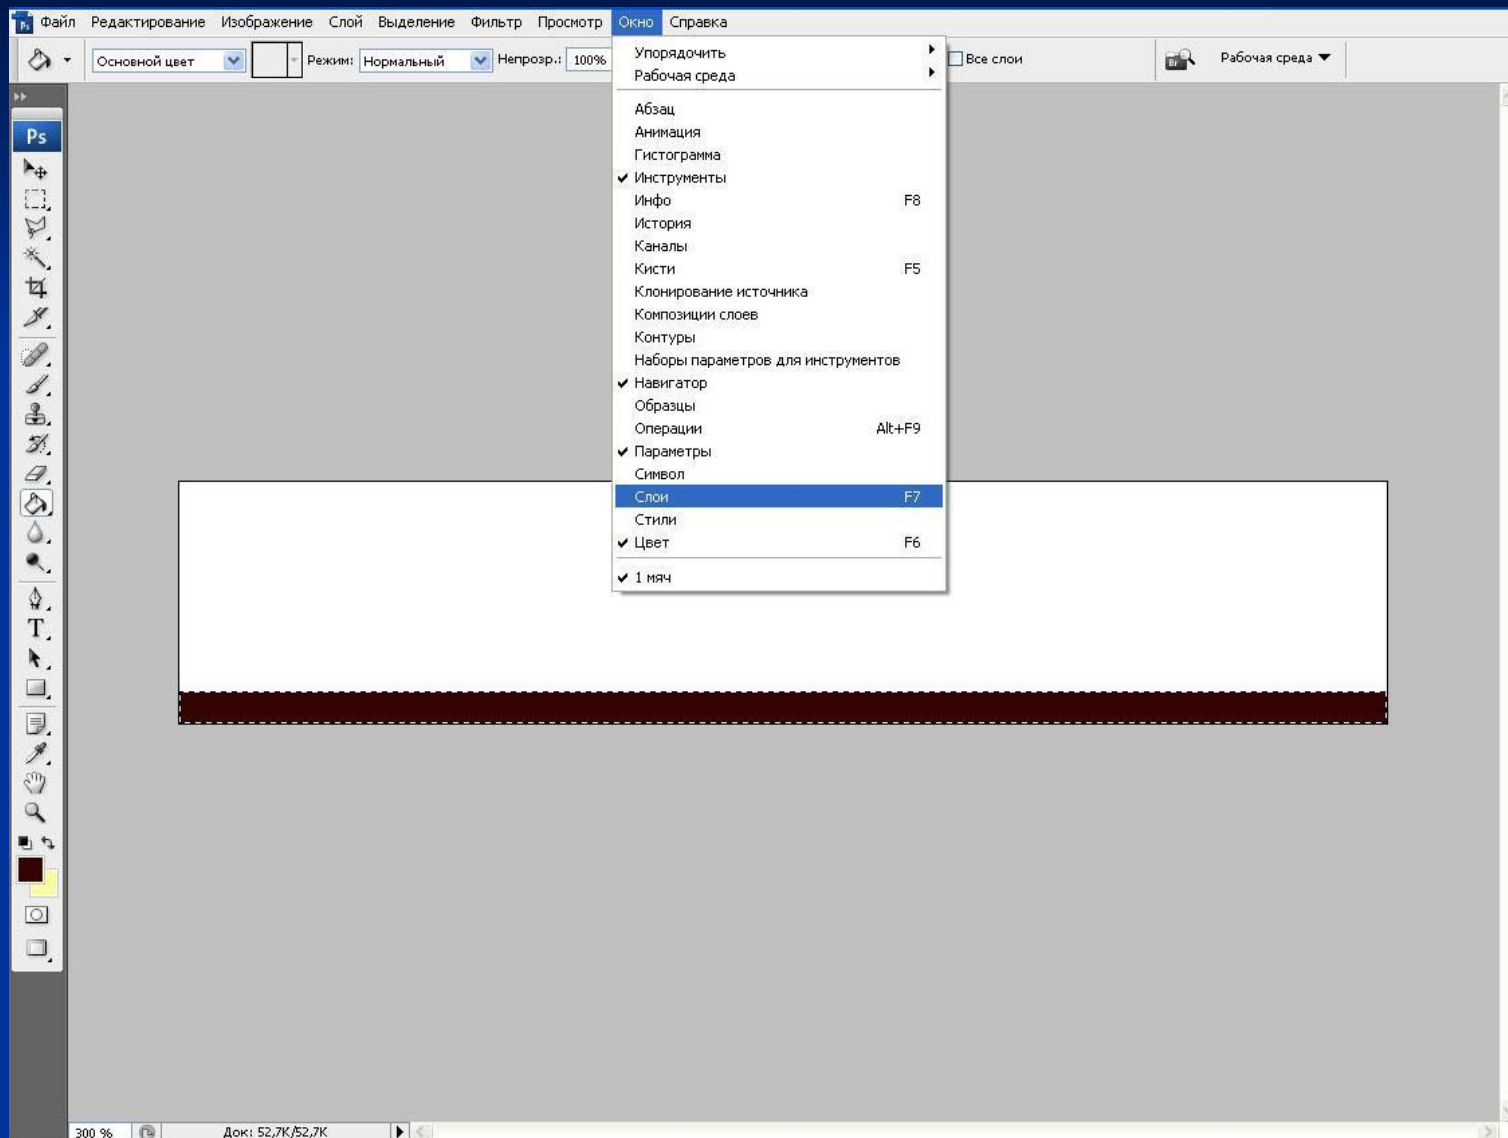 Файл Редактирование Изображение Слой Выделение Фильтр Просмотр Окно Справка
Основной цвет Режим: Нормальный Непрозр.: 100% Все слои Br Рабочая среда
Упорядочить
Рабочая среда
Абзац
Анимация
Гистограмма
Инструменты
Инфо F8
История
Каналы
Кисти F5
Клонирование источника
Композиции слоев
Контуры
Наборы параметров для инструментов
Навигатор
Образцы
Операции Alt+F9
Параметры
Символ
Слои F7
Стили
Цвет F6
1 мяч
Ps
T
300 % Док: 52,7K/52,7K